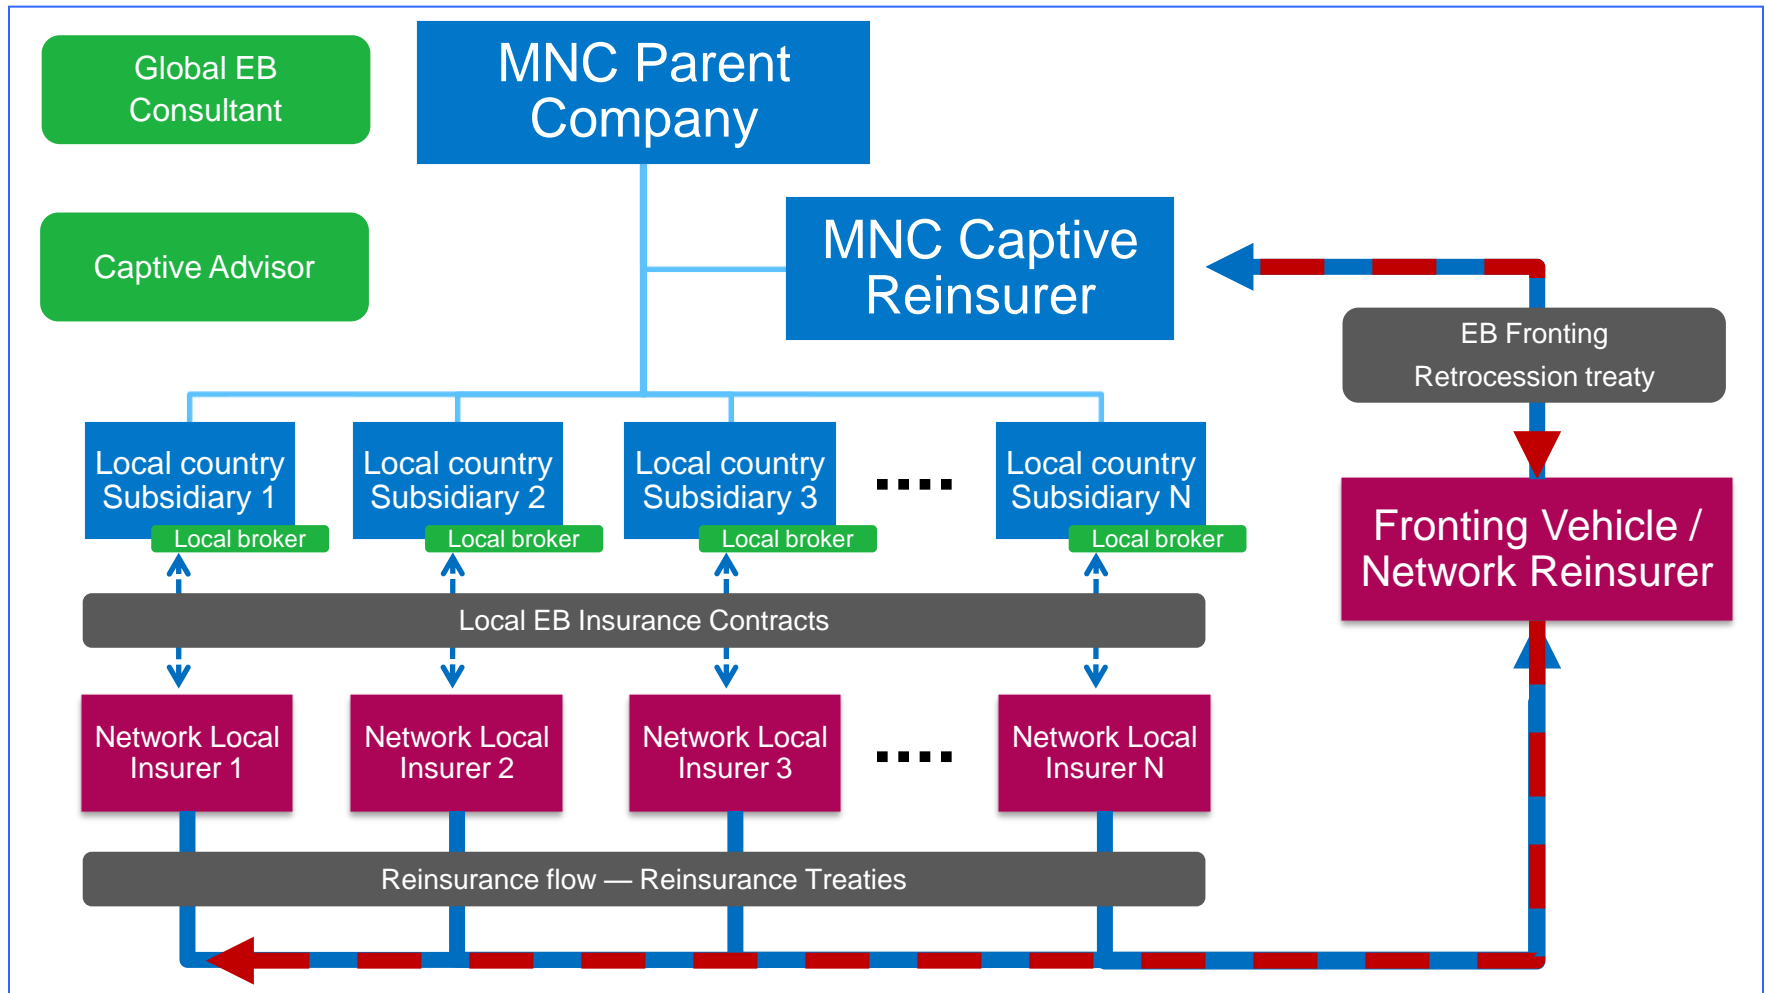 Global EB
Consultant
MNC Parent
Company
Captive Advisor
MNC Captive
Reinsurer
EB Fronting
Retrocession treaty
Local country
Subsidiary 1
Local broker
Local country
Subsidiary 2
Local broker
Local country
Subsidiary 3
Local broker
....
Local country
Subsidiary N
Local broker
Fronting Vehicle /
Network Reinsurer
Local EB Insurance Contracts
Network Local
Insurer 1
Network Local
Insurer 2
Network Local
Insurer 3
....
Network Local
Insurer N
Reinsurance flow — Reinsurance Treaties